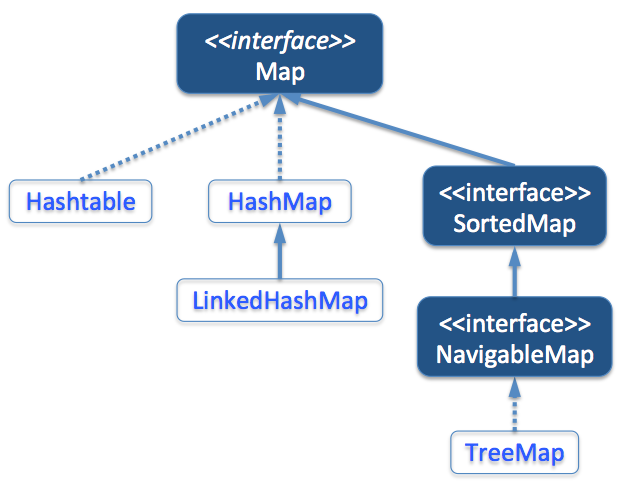 <<interface>>
Map
Hashtable
HashMap
<<interface>>
SortedMap
LinkedHashMap
<<interface>>
NavigableMap
TreeMap